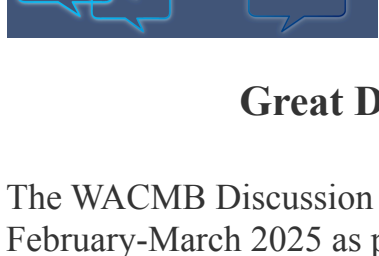 Great D
The WACMB Discussion
February-March 2025 as p